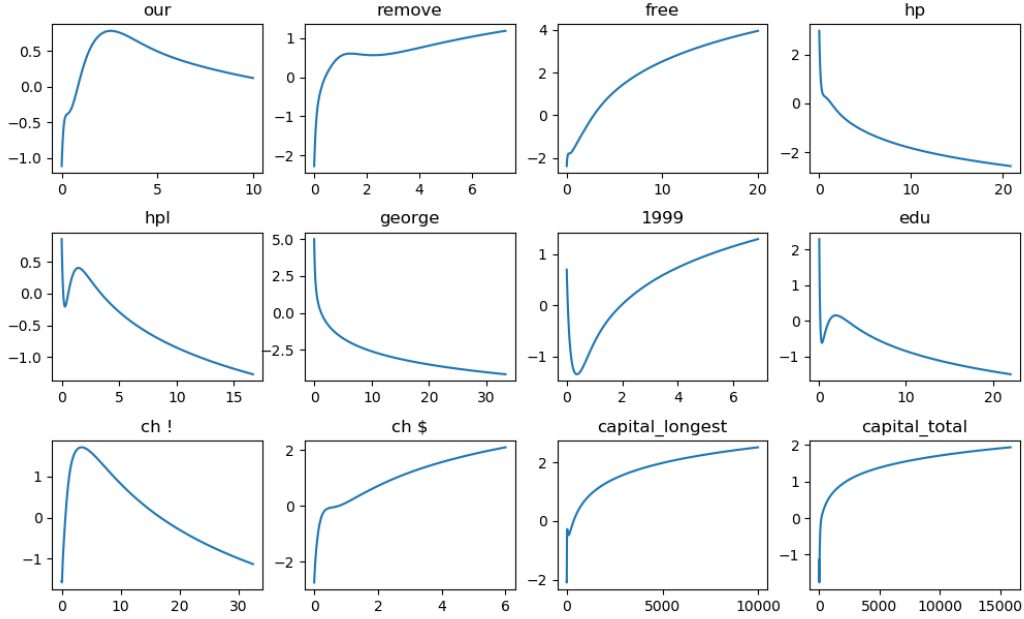 our remove free hp
0.5 0.0 −0.5 −1.0 1 0 −1 −2 4 2 0 −2 2 0 −2
0 5 10 0 2 4 6 0 10 20 0 10 20
hpl george 1999 edu
0.5 0.0 −0.5 −1.0 5.0 2.5 0.0 −2.5 1 0 −1 2 1 0 −1
0 5 10 15 0 10 20 30 0 2 4 6 0 10 20
ch ! ch $ capital_longest capital_total
1 0 −1 2 0 −2 2 0 −2 2 1 0 −1
0 10 20 30 0 2 4 6 0 5000 10000 0 5000 10000 15000